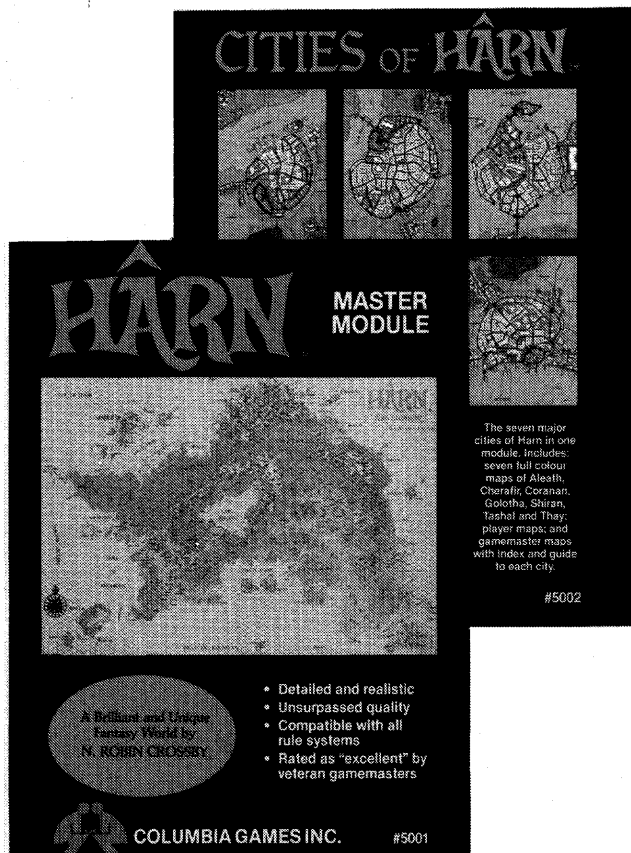 CITIES OF HÂRN
The seven major
cities of Harn in one
module. Includes:
seven full colour
maps of Aleath,
Cherafir, Coranan,
Golotha, Shiran,
Tashal and Thay;
player maps; and
gamemaster maps
with index and guide
to each city.
#5002
HÂRN
MASTER
MODULE
HÂRN
A Brilliant and Unique
Fantasy World by
N. ROBIN CROSSBY
• Detailed and realistic
• Unsurpassed quality
• Compatible with all
rule systems
• Rated as "excellent" by
veteran gamemasters
COLUMBIA GAMES INC.
#5001